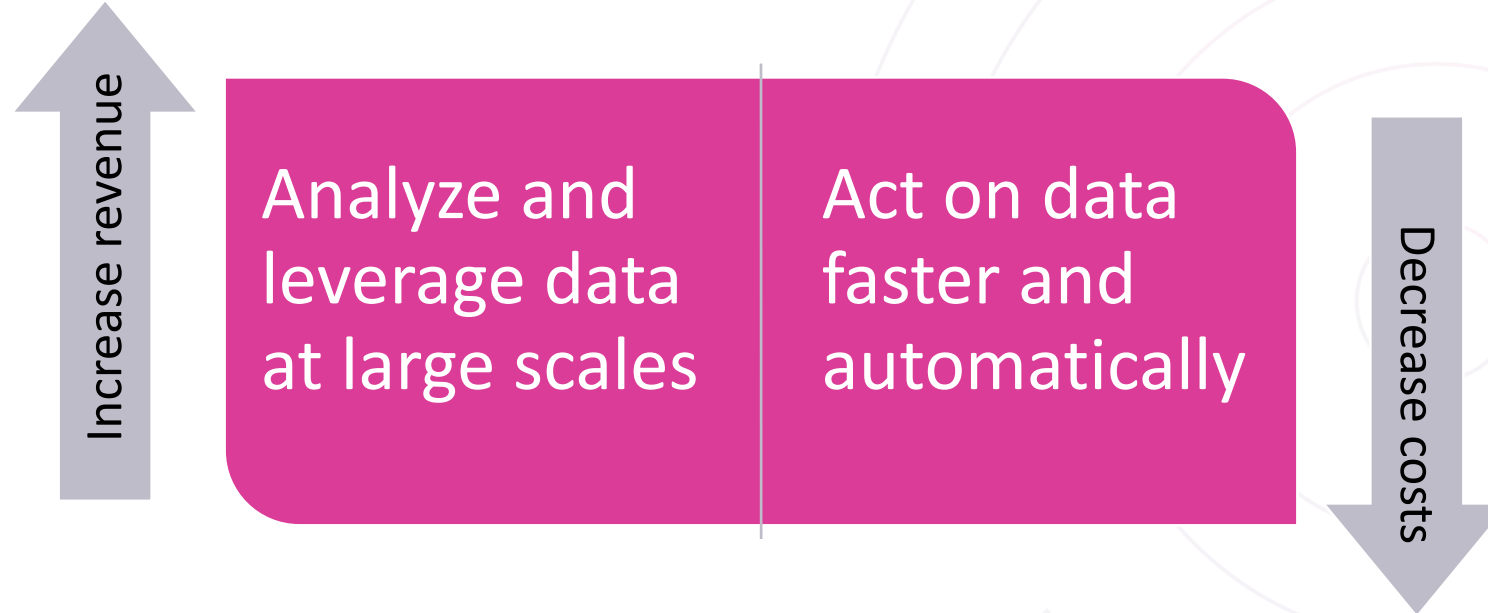 Increase revenue
Analyze and
leverage data
at large scales
Act on data
faster and
automatically
Decrease costs